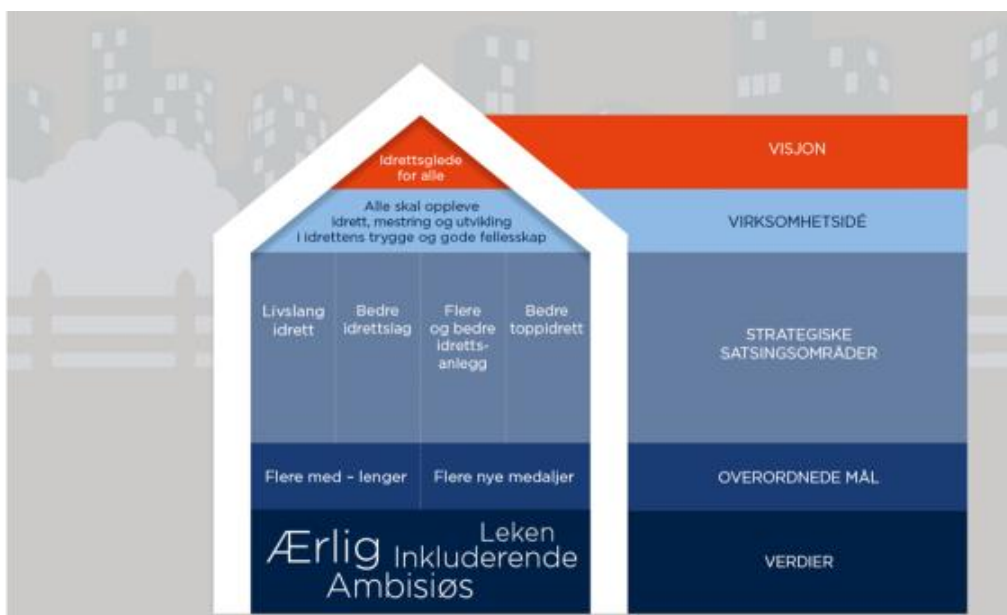 Idrettsglede
for alle
VISJON
Alle skal oppleve
idrett, mestring og utvikling
i idrettens trygge og gode fellesskap
VIRKSOMHETSIDÉ
Livslang
idrett
Bedre
idrettslag
Flere
og bedre
idretts-
anlegg
Bedre
toppidrett
STRATEGISKE
SATSINGSOMRÅDER
Flere med – lenger
Flere nye medaljer
OVERORDNEDE MÅL
Ærlig
Leken
Inkluderende
Ambisiøs
VERDIER